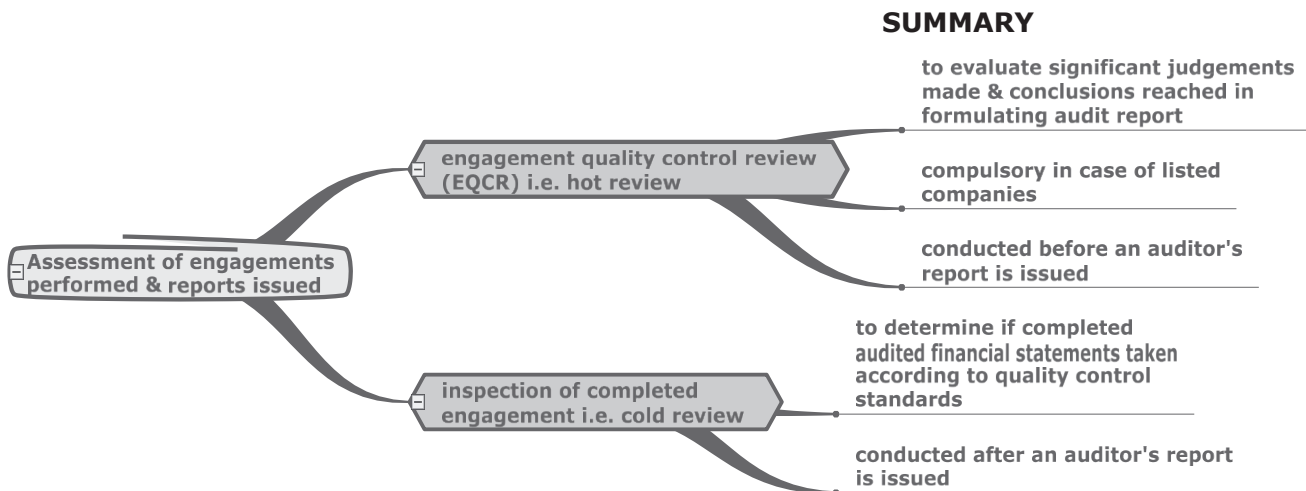 SUMMARY
Assessment of engagements
performed & reports issued
engagement quality control review
(EQCR) i.e. hot review
to evaluate significant judgements
made & conclusions reached in
formulating audit report
compulsory in case of listed
companies
conducted before an auditor's
report is issued
inspection of completed
engagement i.e. cold review
to determine if completed
audited financial statements taken
according to quality control
standards
conducted after an auditor's report
is issued